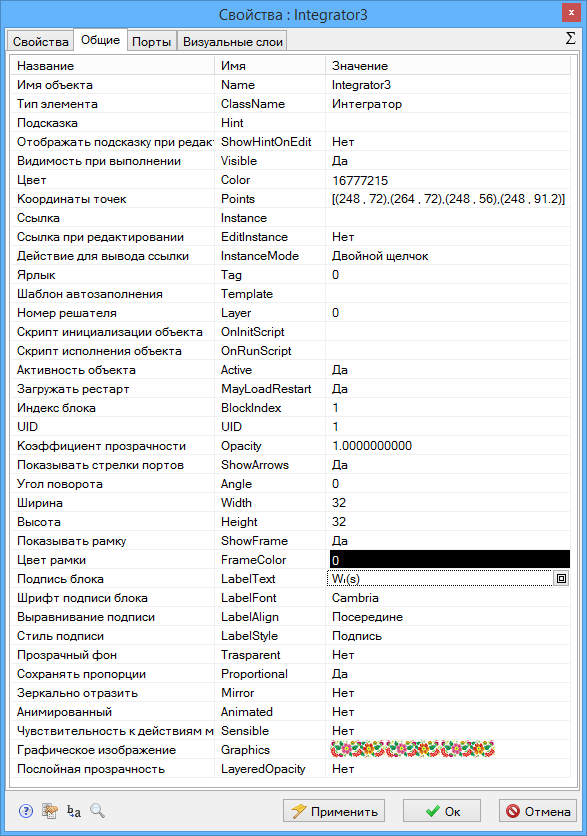 Свойства : Integrator3
Свойства Общие Порты Визуальные слои Σ
Название Имя Значение
Имя объекта Name Integrator3
Тип элемента ClassName Интегратор
Подсказка Hint
Отображать подсказку при редакт ShowHintOnEdit Нет
Видимость при выполнении Visible Да
Цвет Color 16777215
Координаты точек Points [(248 , 72),(264 , 72),(248 , 56),(248 , 91.2)]
Ссылка Instance
Ссылка при редактировании EditInstance Нет
Действие для вывода ссылки InstanceMode Двойной щелчок
Ярлык Tag 0
Шаблон автозаполнения Template
Номер решателя Layer 0
Скрипт инициализации объекта OnInitScript
Скрипт исполнения объекта OnRunScript
Активность объекта Active Да
Загружать рестарт MayLoadRestart Да
Индекс блока BlockIndex 1
UID UID 1
Коэффициент прозрачности Opacity 1.0000000000
Показывать стрелки портов ShowArrows Да
Угол поворота Angle 0
Ширина Width 32
Высота Height 32
Показывать рамку ShowFrame Да
Цвет рамки FrameColor 0
Подпись блока LabelText Wᵢ(s)
Шрифт подписи блока LabelFont Cambria
Выравнивание подписи LabelAlign Посередине
Стиль подписи LabelStyle Подпись
Прозрачный фон Trasparent Нет
Сохранять пропорции Proportional Да
Зеркально отразить Mirror Нет
Анимированный Animated Нет
Чувствительность к действиям м Sensible Нет
Графическое изображение Graphics
Послойная прозрачность LayeredOpacity Нет
? ba Применить Ок Отмена